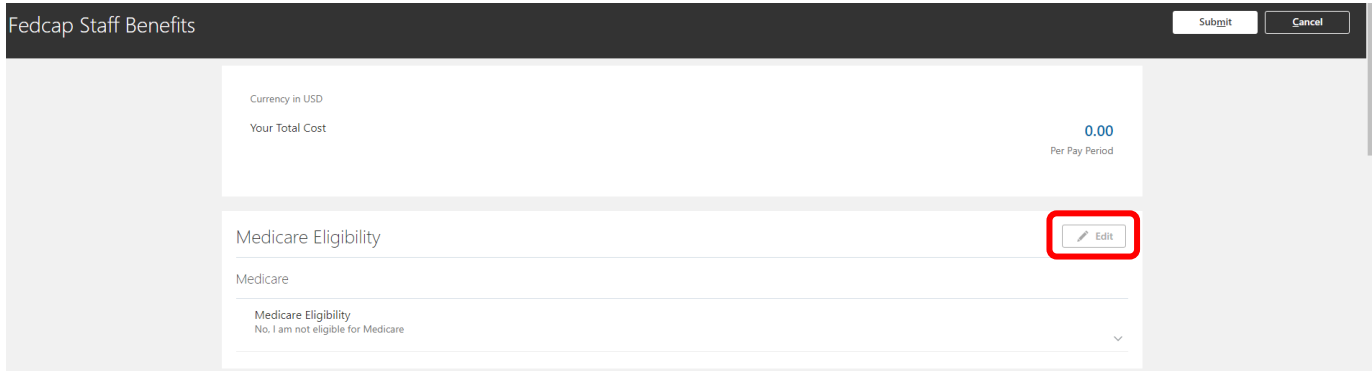 Fedcap Staff Benefits
Submit
Cancel
Currency in USD
Your Total Cost
0.00
Per Pay Period
Medicare Eligibility
Edit
Medicare
Medicare Eligibility
No, I am not eligible for Medicare